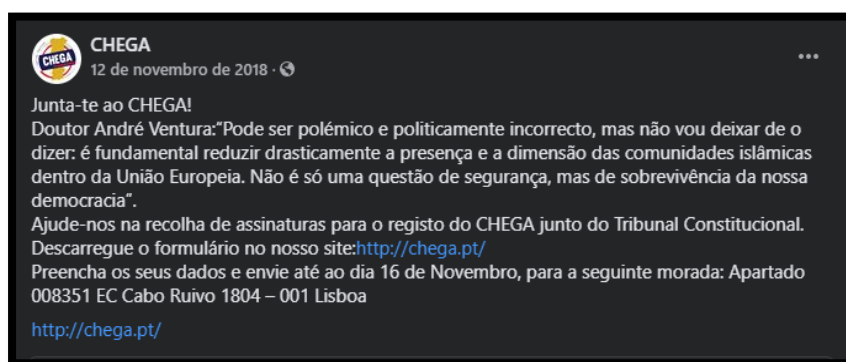 CHEGA
CHEGA
12 de novembro de 2018 ·
Junta-te ao CHEGA!
Doutor André Ventura:"Pode ser polémico e politicamente incorrecto, mas não vou deixar de o
dizer: é fundamental reduzir drasticamente a presença e a dimensão das comunidades islâmicas
dentro da União Europeia. Não é só uma questão de segurança, mas de sobrevivência da nossa
democracia".
Ajude-nos na recolha de assinaturas para o registo do CHEGA junto do Tribunal Constitucional.
Descarregue o formulário no nosso site:http://chega.pt/
Preencha os seus dados e envie até ao dia 16 de Novembro, para a seguinte morada: Apartado
008351 EC Cabo Ruivo 1804 – 001 Lisboa
http://chega.pt/